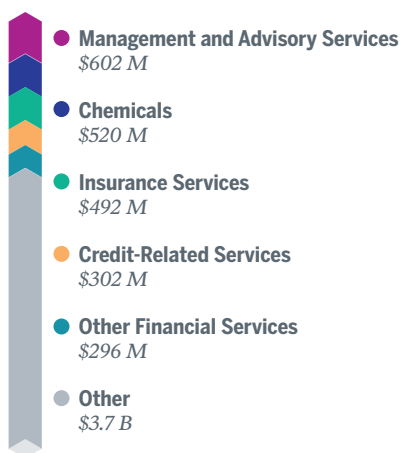 Management and Advisory Services
$602 M
Chemicals
$520 M
Insurance Services
$492 M
Credit-Related Services
$302 M
Other Financial Services
$296 M
Other
$3.7 B